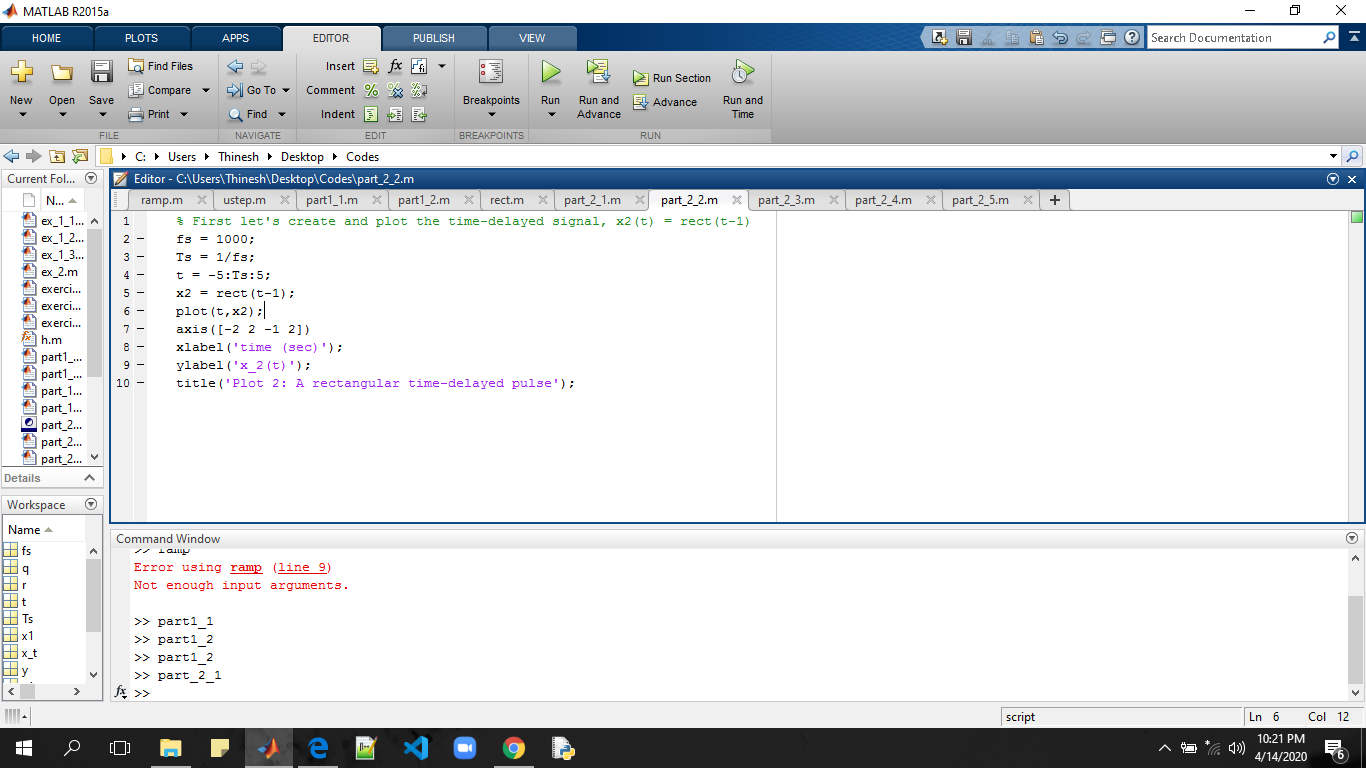 MATLAB R2015a
HOME PLOTS APPS EDITOR PUBLISH VIEW
Search Documentation
Find Files
Insert
fx
Compare
Go To
Comment
Run Section
New Open Save
Breakpoints
Run Run and Advance
Advance
Run and Time
Print
Find
Indent
FILE NAVIGATE EDIT BREAKPOINTS RUN
C: Users Thinesh Desktop Codes
Current Fol...
Editor - C:\Users\Thinesh\Desktop\Codes\part_2_2.m
N...
ramp.m ustep.m part1_1.m part1_2.m rect.m part_2_1.m part_2_2.m part_2_3.m part_2_4.m part_2_5.m
ex_1_1...
ex_1_2...
ex_1_3...
ex_2.m
exerci...
exerci...
exerci...
h.m
part1_...
part1_...
part_1...
part_1...
part_2...
part_2...
part_2...
Details
1 % First let's create and plot the time-delayed signal, x2(t) = rect(t-1)
2 – fs = 1000;
3 – Ts = 1/fs;
4 – t = -5:Ts:5;
5 – x2 = rect(t-1);
6 – plot(t,x2);
7 – axis([-2 2 -1 2])
8 – xlabel('time (sec)');
9 – ylabel('x_2(t)');
10 – title('Plot 2: A rectangular time-delayed pulse');
Workspace
Name
fs
q
r
t
Ts
x1
x_t
y
Command Window
>> ramp
Error using ramp (line 9)
Not enough input arguments.
>> part1_1
>> part1_2
>> part1_2
>> part_2_1
fx >>
script
Ln 6 Col 12
10:21 PM
4/14/2020
6